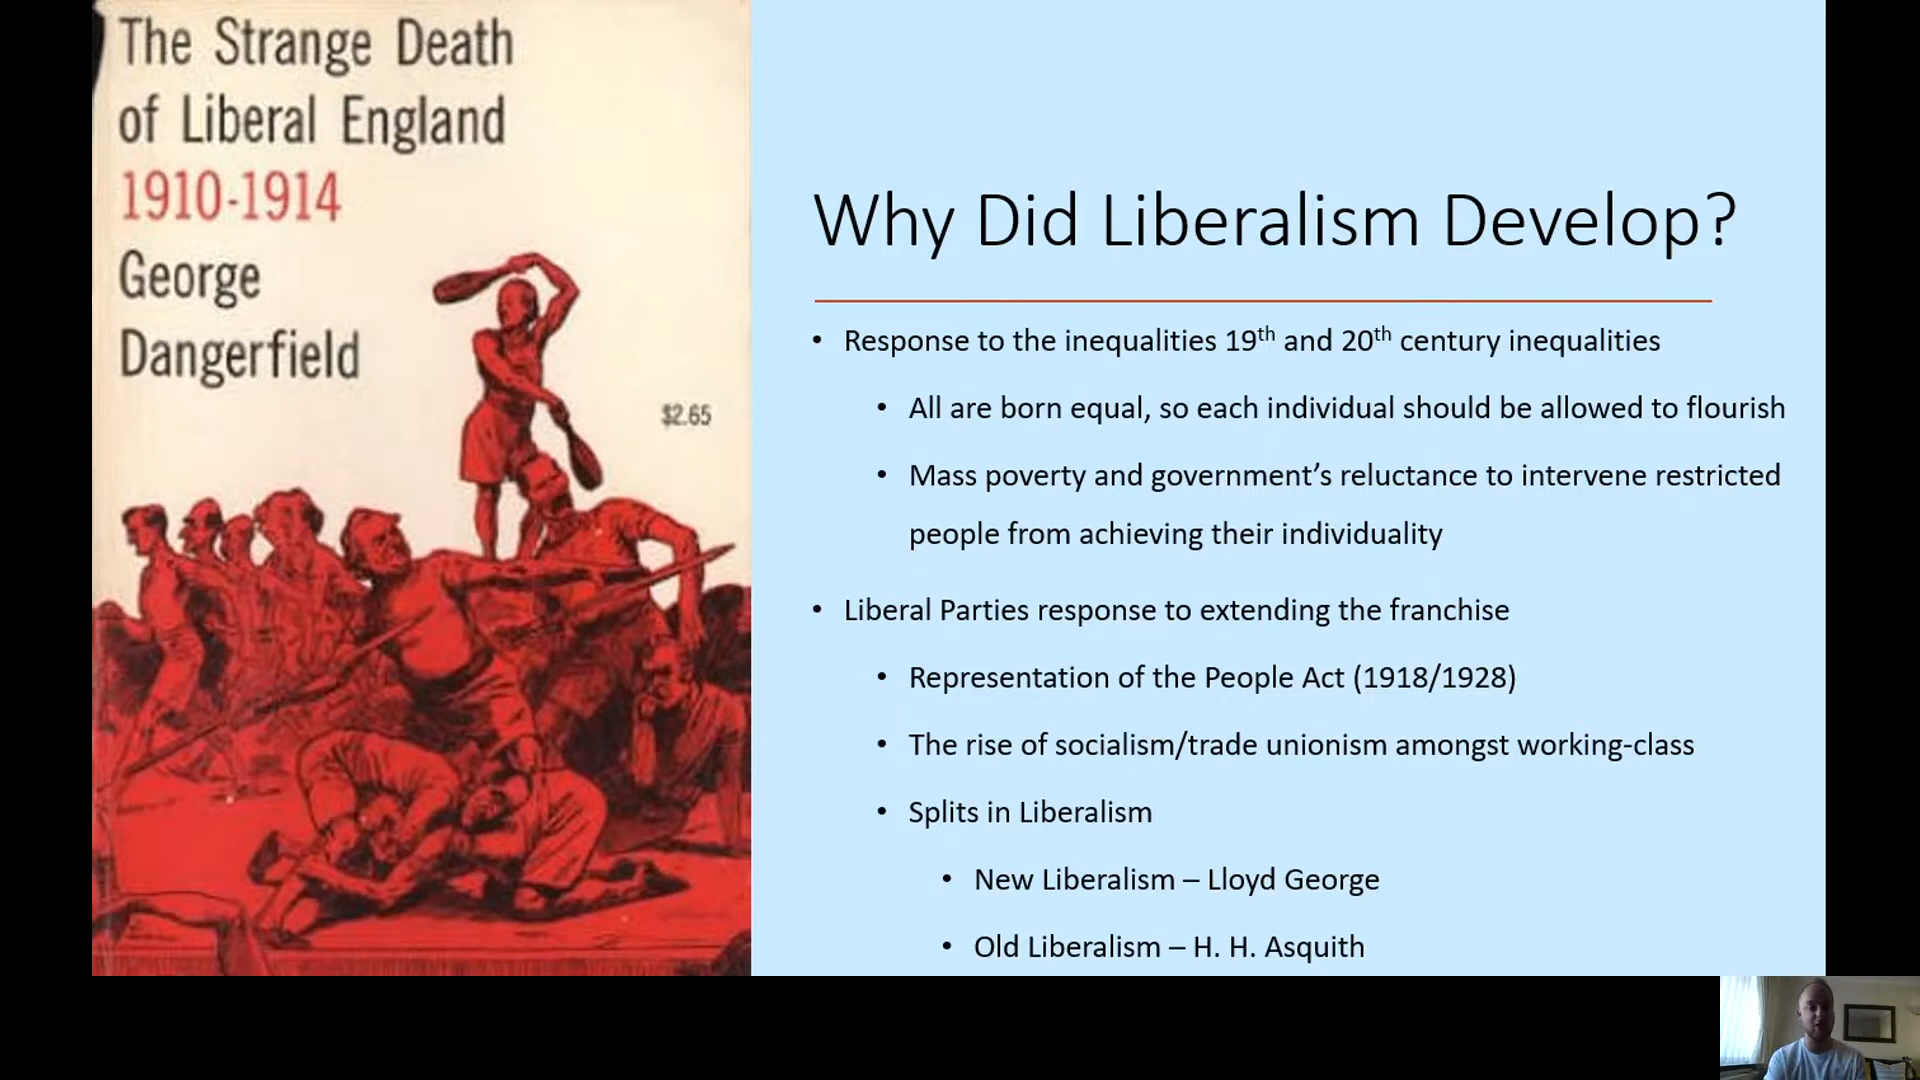 The Strange Death
of Liberal England
1910-1914
George
Dangerfield
$2.65
Why Did Liberalism Develop?
• Response to the inequalities 19th and 20th century inequalities
• All are born equal, so each individual should be allowed to flourish
• Mass poverty and government’s reluctance to intervene restricted
people from achieving their individuality
• Liberal Parties response to extending the franchise
• Representation of the People Act (1918/1928)
• The rise of socialism/trade unionism amongst working-class
• Splits in Liberalism
• New Liberalism – Lloyd George
• Old Liberalism – H. H. Asquith